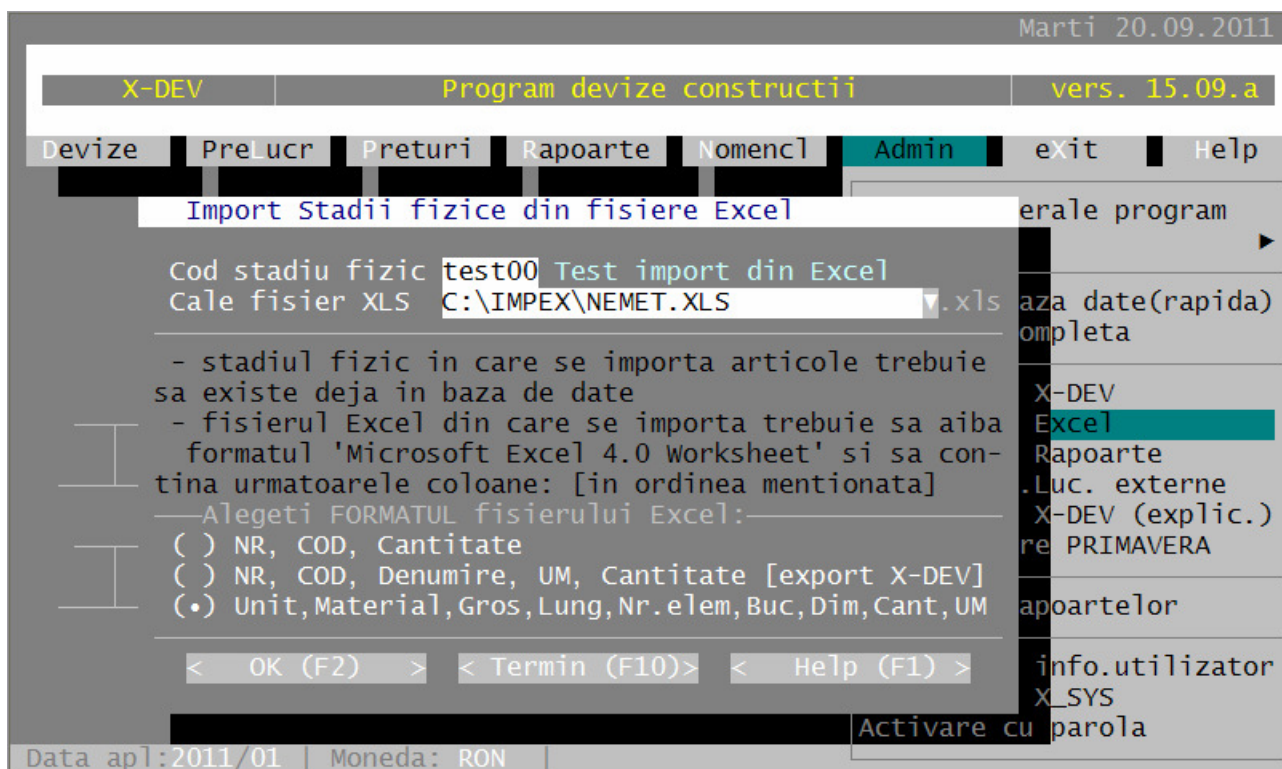 Marti 20.09.2011
X-DEV Program devize constructii vers. 15.09.a
Devize PreLucr Preturi Rapoarte Nomencl Admin eXit Help
Import Stadii fizice din fisiere Excel erale program
Cod stadiu fizic test00 Test import din Excel
Cale fisier XLS C:\IMPEX\NEMET.XLS .xls aza date(rapida)
ompleta
- stadiul fizic in care se importa articole trebuie
sa existe deja in baza de date X-DEV
- fisierul Excel din care se importa trebuie sa aiba Excel
formatul 'Microsoft Excel 4.0 Worksheet' si sa con- Rapoarte
tina urmatoarele coloane: [in ordinea mentionata] .Luc. externe
Alegeti FORMATUL fisierului Excel: X-DEV (explic.)
( ) NR, COD, Cantitate re PRIMAVERA
( ) NR, COD, Denumire, UM, Cantitate [export X-DEV]
(•) Unit,Material,Gros,Lung,Nr.elem,Buc,Dim,Cant,UM apoartelor
< OK (F2) > < Termin (F10)> < Help (F1) > info.utilizator
X_SYS
Activare cu parola
Data apl:2011/01 | Moneda: RON |